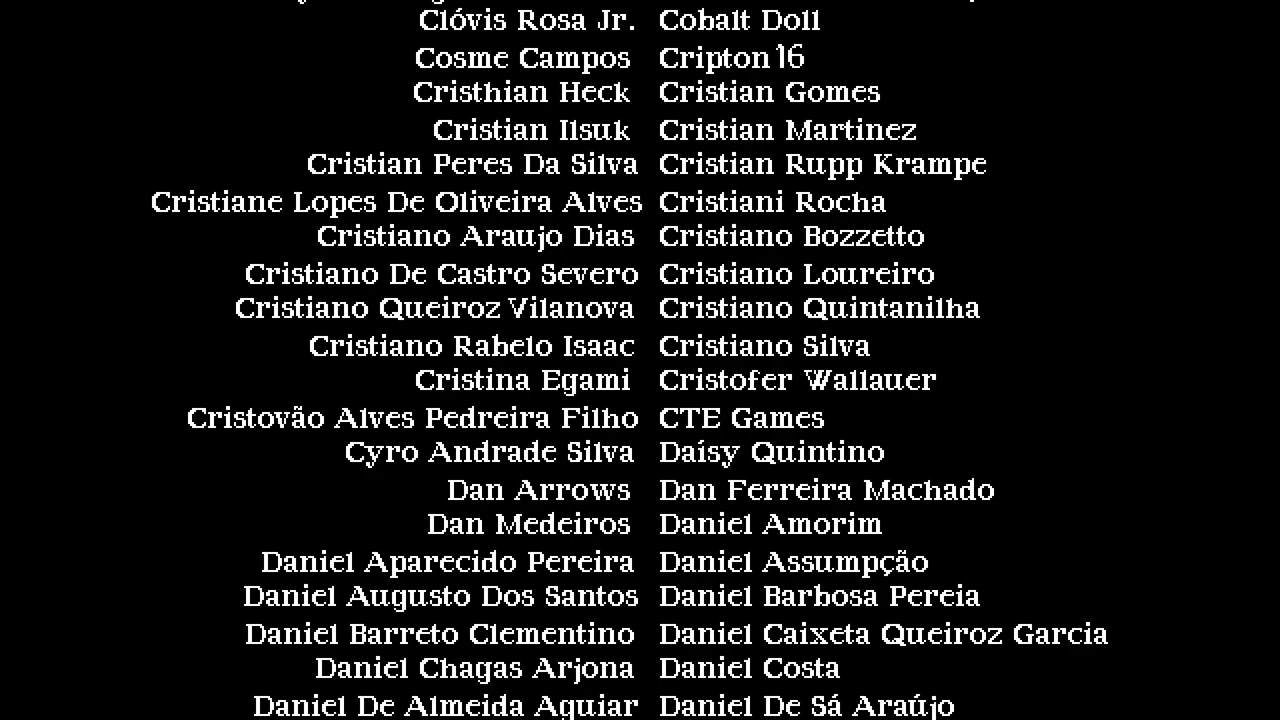 Clóvis Rosa Jr. Cobalt Doll
Cosme Campos Cripton16
Cristhian Heck Cristian Gomes
Cristian Ilsuk Cristian Martinez
Cristian Peres Da Silva Cristian Rupp Krampe
Cristiane Lopes De Oliveira Alves Cristiani Rocha
Cristiano Araujo Dias Cristiano Bozzetto
Cristiano De Castro Severo Cristiano Loureiro
Cristiano Queiroz Vilanova Cristiano Quintanilha
Cristiano Rabelo Isaac Cristiano Silva
Cristina Egami Cristofer Wallauer
Cristovão Alves Pedreira Filho CTE Games
Cyro Andrade Silva Daísy Quintino
Dan Arrows Dan Ferreira Machado
Dan Medeiros Daniel Amorim
Daniel Aparecido Pereira Daniel Assumpção
Daniel Augusto Dos Santos Daniel Barbosa Pereia
Daniel Barreto Clementino Daniel Caixeta Queiroz Garcia
Daniel Chagas Arjona Daniel Costa
Daniel De Almeida Aguiar Daniel De Sá Araújo